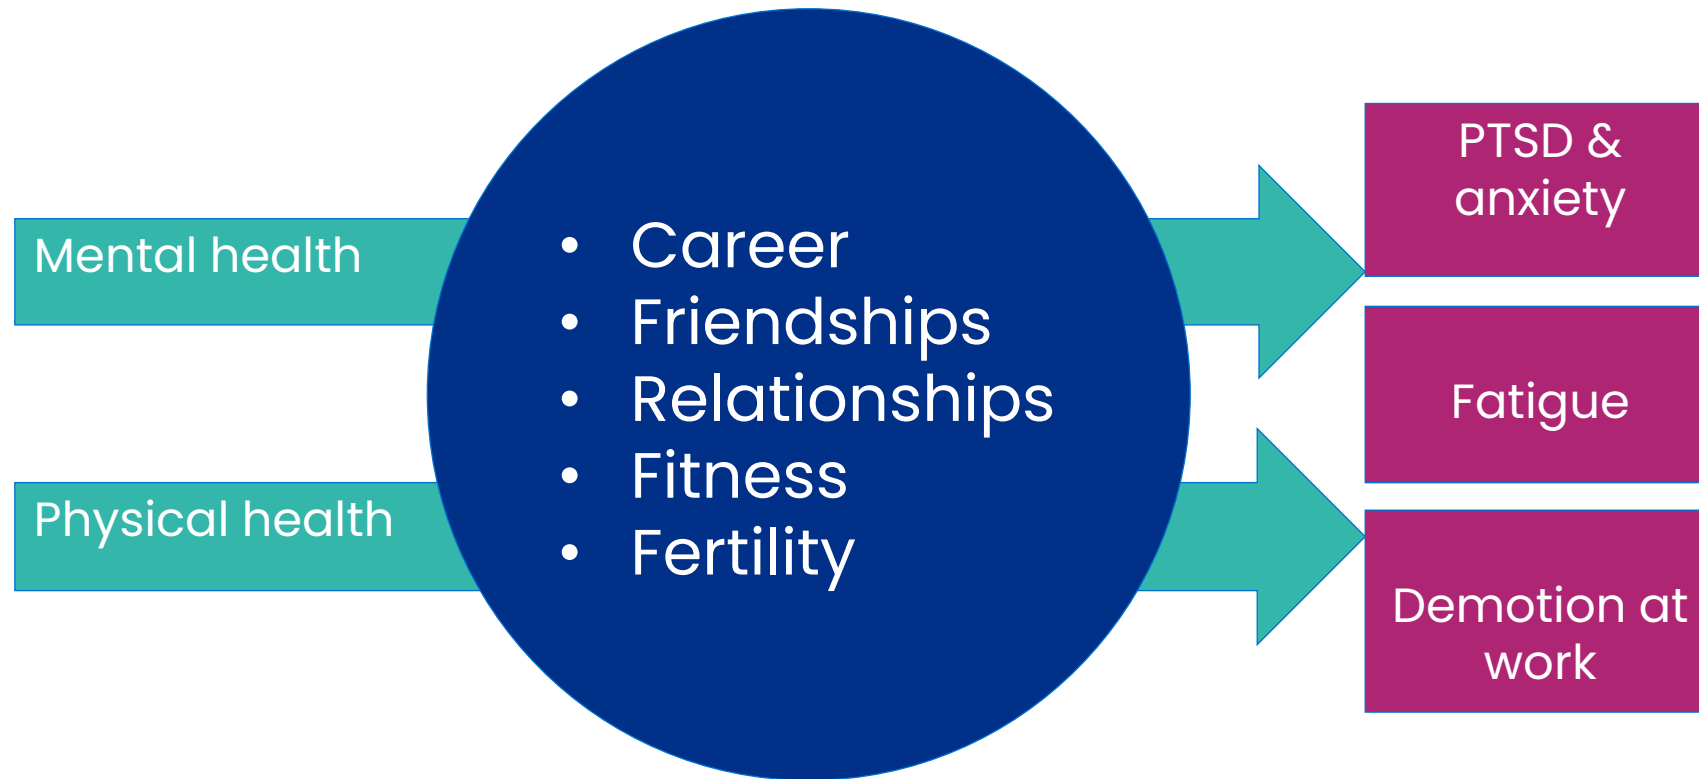 Mental health
Physical health
• Career
• Friendships
• Relationships
• Fitness
• Fertility
PTSD &
anxiety
Fatigue
Demotion at
work